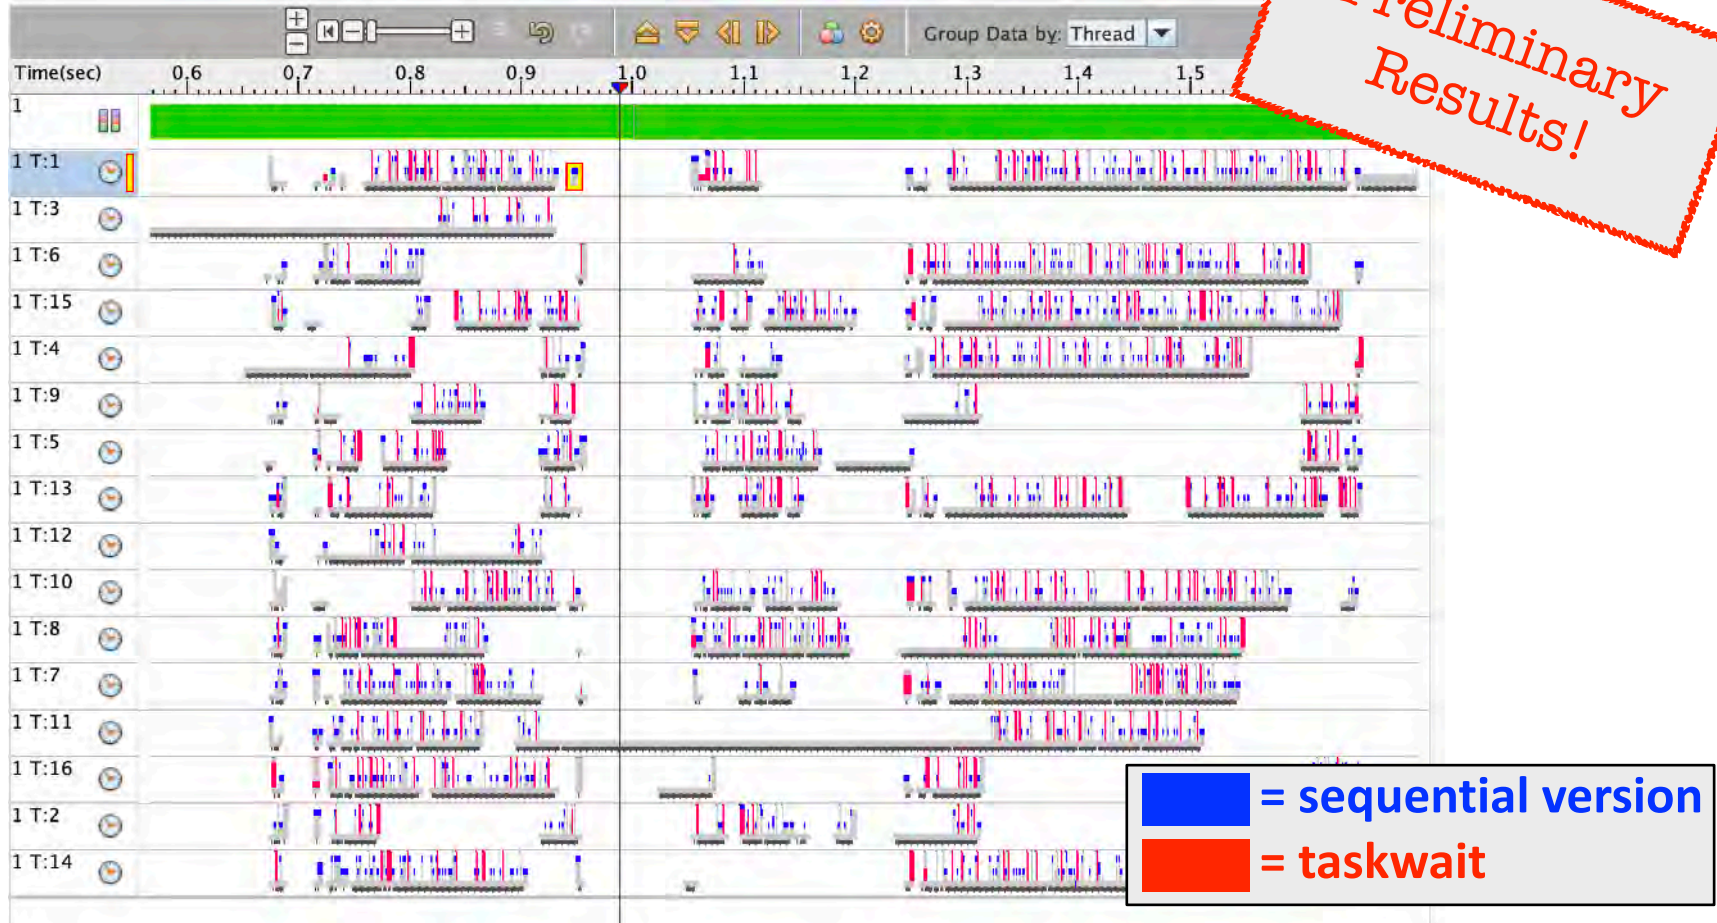 Group Data by: Thread
Preliminary
Results!
Time(sec) 0,6 0,7 0,8 0,9 1,0 1,1 1,2 1,3 1,4 1,5
1
1 T:1
1 T:3
1 T:6
1 T:15
1 T:4
1 T:9
1 T:5
1 T:13
1 T:12
1 T:10
1 T:8
1 T:7
1 T:11
1 T:16
1 T:2
1 T:14
= sequential version
= taskwait